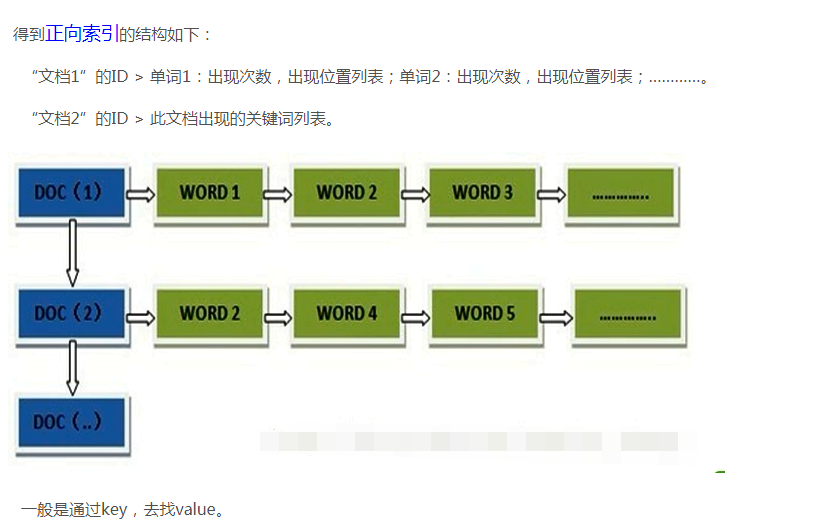 得到正向索引的结构如下：
“文档1”的ID > 单词1：出现次数，出现位置列表；单词2：出现次数，出现位置列表；…………。
“文档2”的ID > 此文档出现的关键词列表。
DOC（1） WORD 1 WORD 2 WORD 3 …………..
DOC（2） WORD 2 WORD 4 WORD 5 …………..
DOC（..）
一般是通过key，去找value。